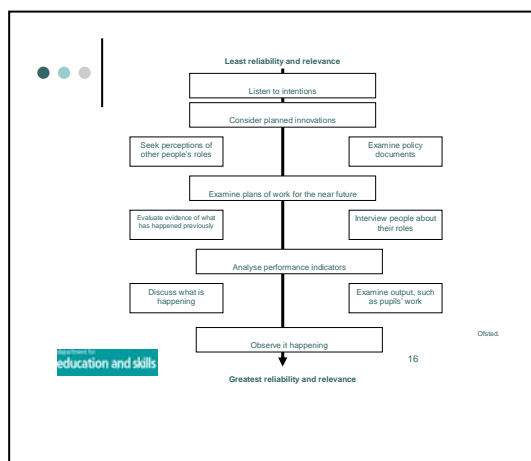 Least reliability and relevance
Listen to intentions
Consider planned innovations
Seek perceptions of
other people's roles
Examine policy
documents
Examine plans of work for the near future
Evaluate evidence of what
has happened previously
Interview people about
their roles
Analyse performance indicators
Discuss what is
happening
Examine output, such
as pupils' work
Observe it happening
Ofsted.
department for
education and skills
16
Greatest reliability and relevance